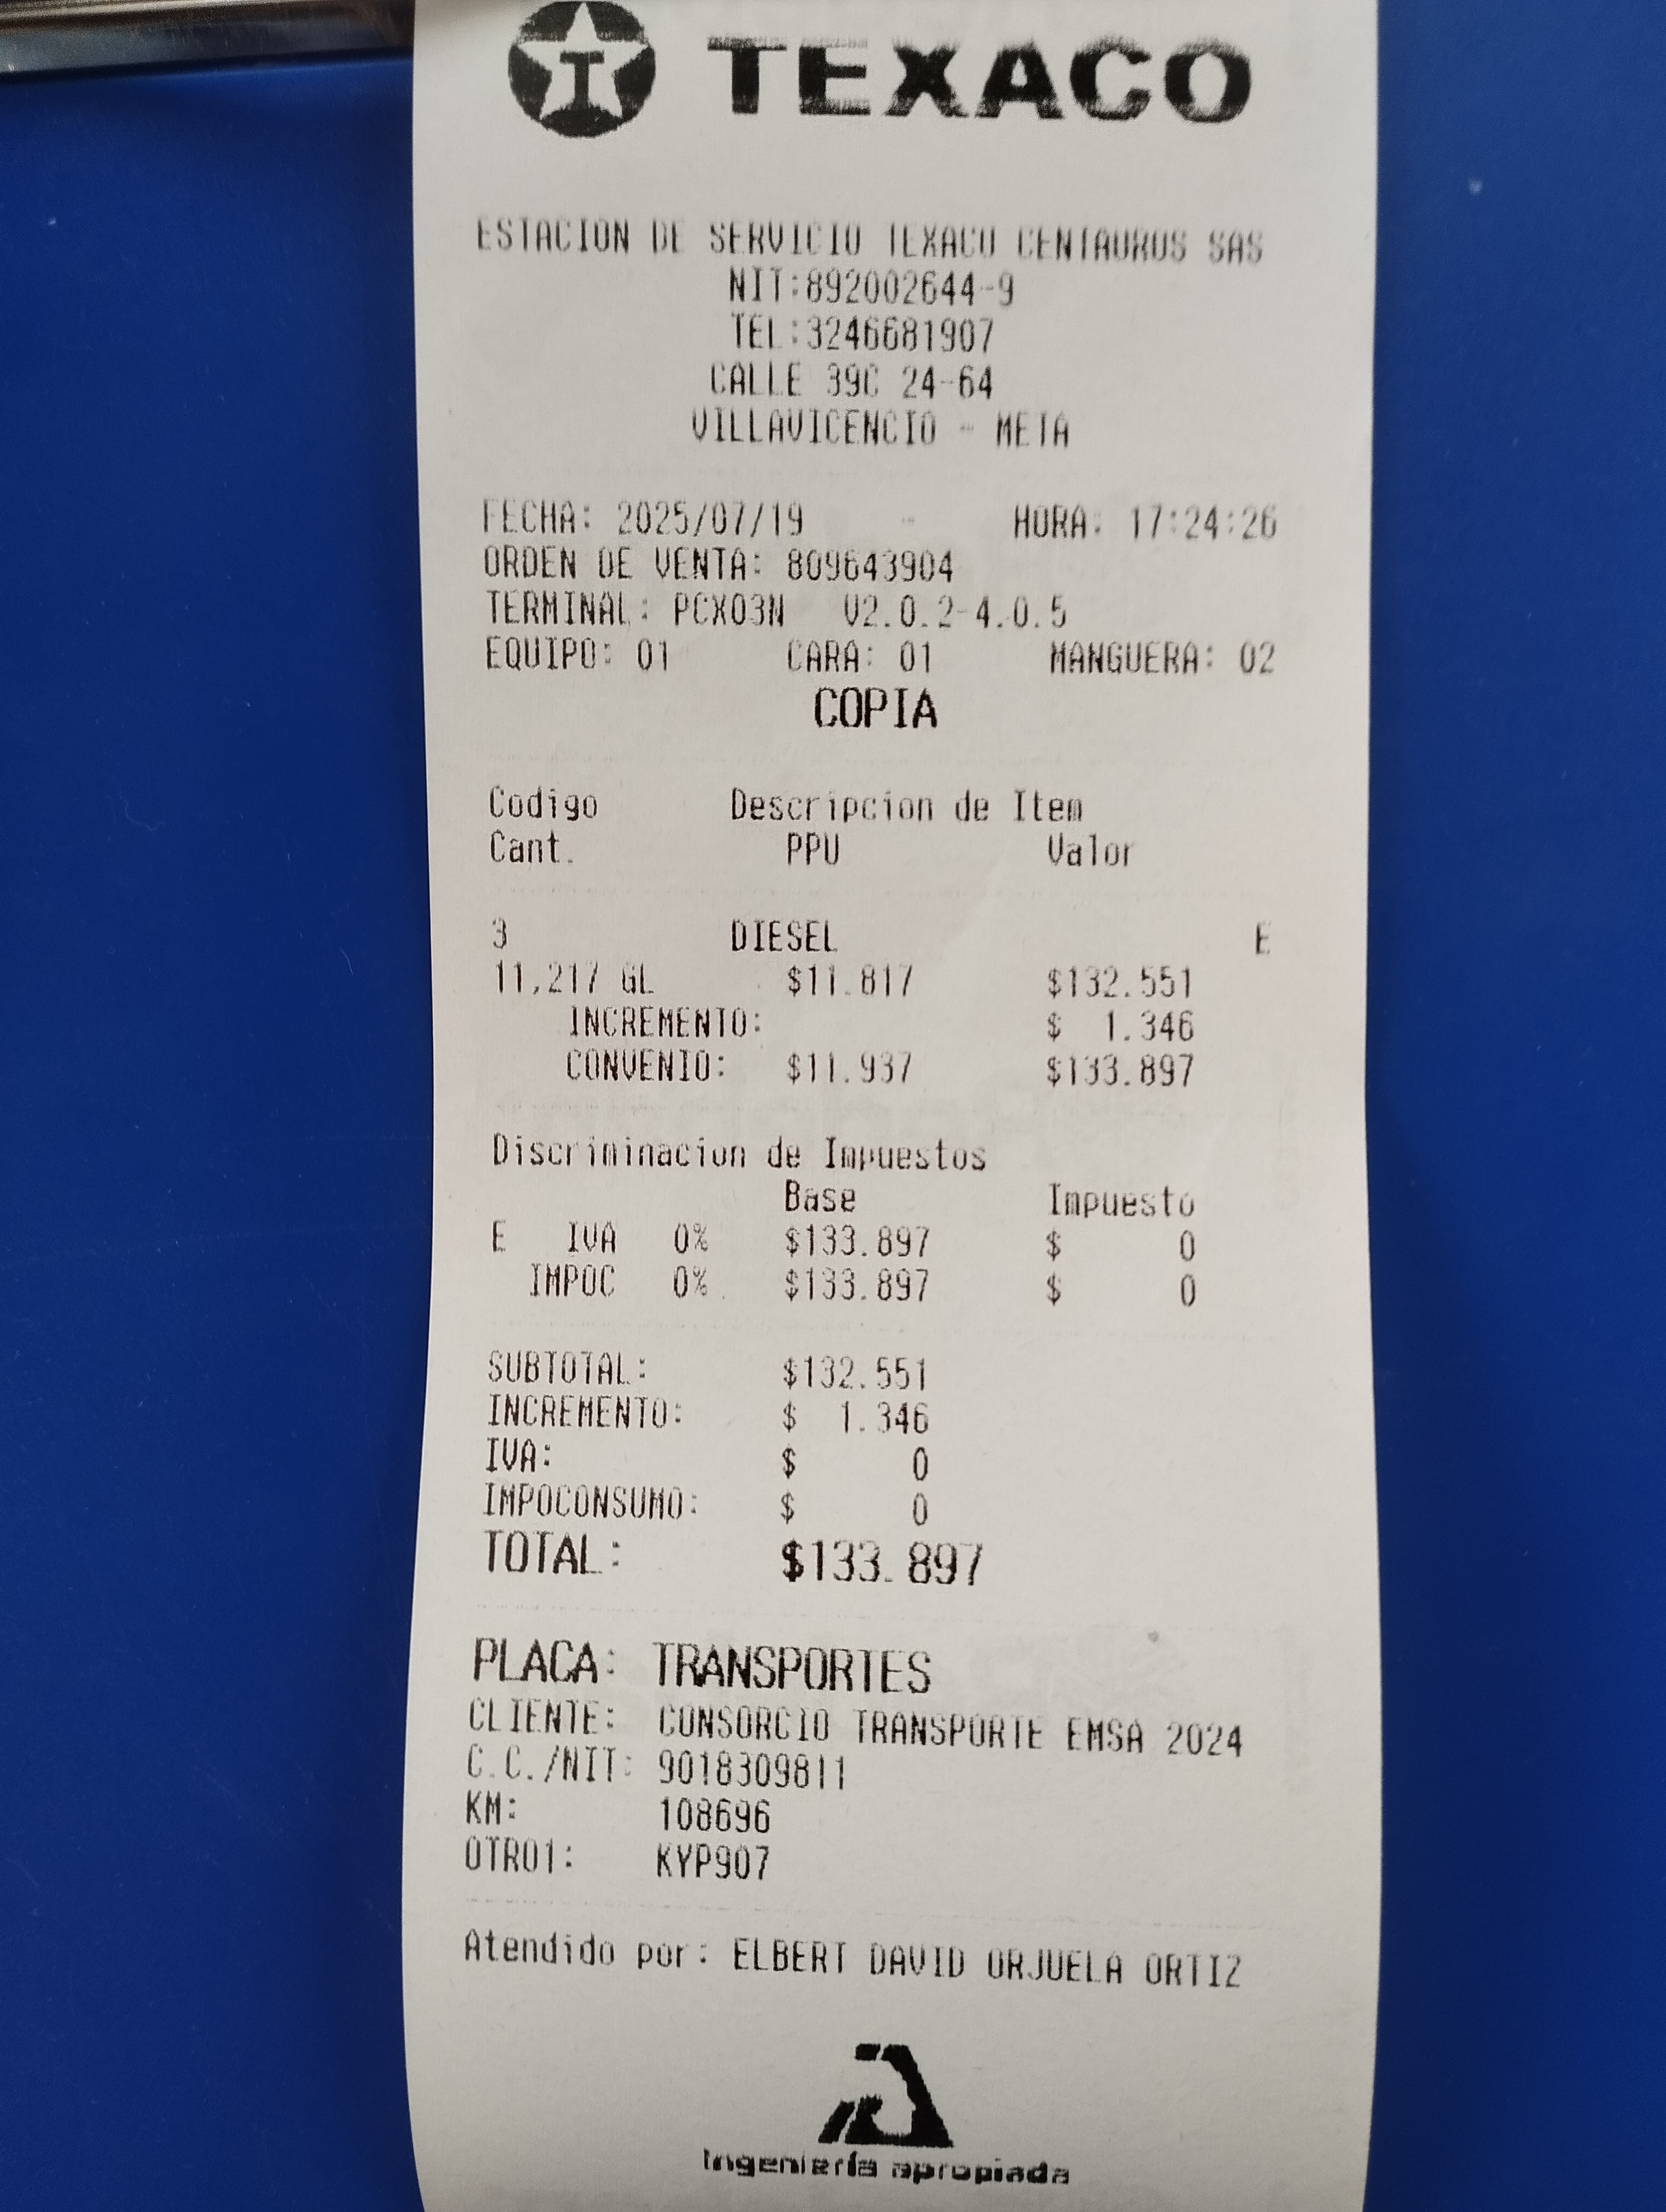 TEXACO
ESTACION DE SERVICIO TEXACO CENTAUROS SAS
NIT:892002644-9
TEL:3246681907
CALLE 39C 24-64
VILLAVICENCIO - META
FECHA: 2025/07/19 HORA: 17:24:26
ORDEN DE VENTA: 809643904
TERMINAL: PCX03N V2.0.2-4.0.5
EQUIPO: 01 CARA: 01 MANGUERA: 02
COPIA
Codigo Descripcion de Item
Cant. PPU Valor
3 DIESEL E
11,217 GL $11.817 $132.551
INCREMENTO: $ 1.346
CONVENIO: $11.937 $133.897
Discriminacion de Impuestos
Base Impuesto
E IVA 0% $133.897 $ 0
IMPOC 0% $133.897 $ 0
SUBTOTAL: $132.551
INCREMENTO: $ 1.346
IVA: $ 0
IMPOCONSUMO: $ 0
TOTAL: $133.897
PLACA: TRANSPORTES
CLIENTE: CONSORCIO TRANSPORTE EMSA 2024
C.C./NIT: 9018309811
KM: 108696
OTRO1: KYP907
Atendido por: ELBERT DAVID ORJUELA ORTIZ
Ingeniería apropiada